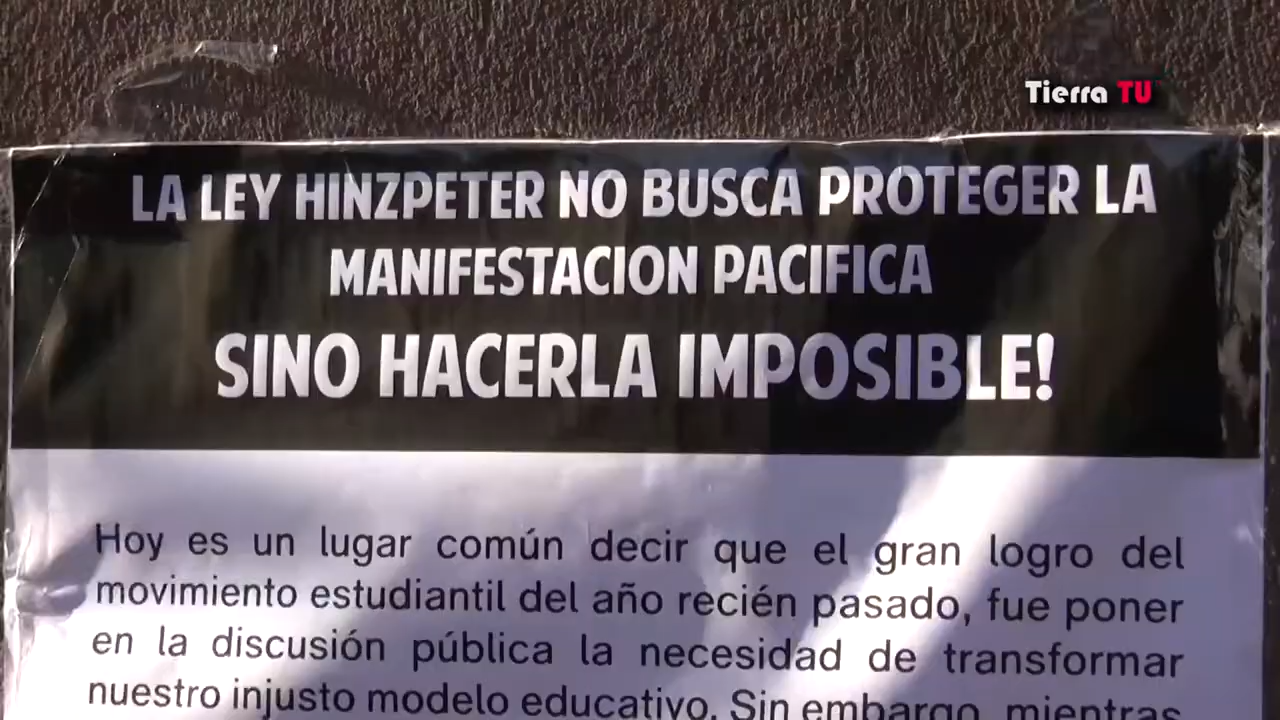 Tierra TU
LA LEY HINZPETER NO BUSCA PROTEGER LA
MANIFESTACION PACIFICA
SINO HACERLA IMPOSIBLE!
Hoy es un lugar común decir que el gran logro del
movimiento estudiantil del año recién pasado, fue poner
en la discusión pública la necesidad de transformar
nuestro injusto modelo educativo. Sin embargo, mientras